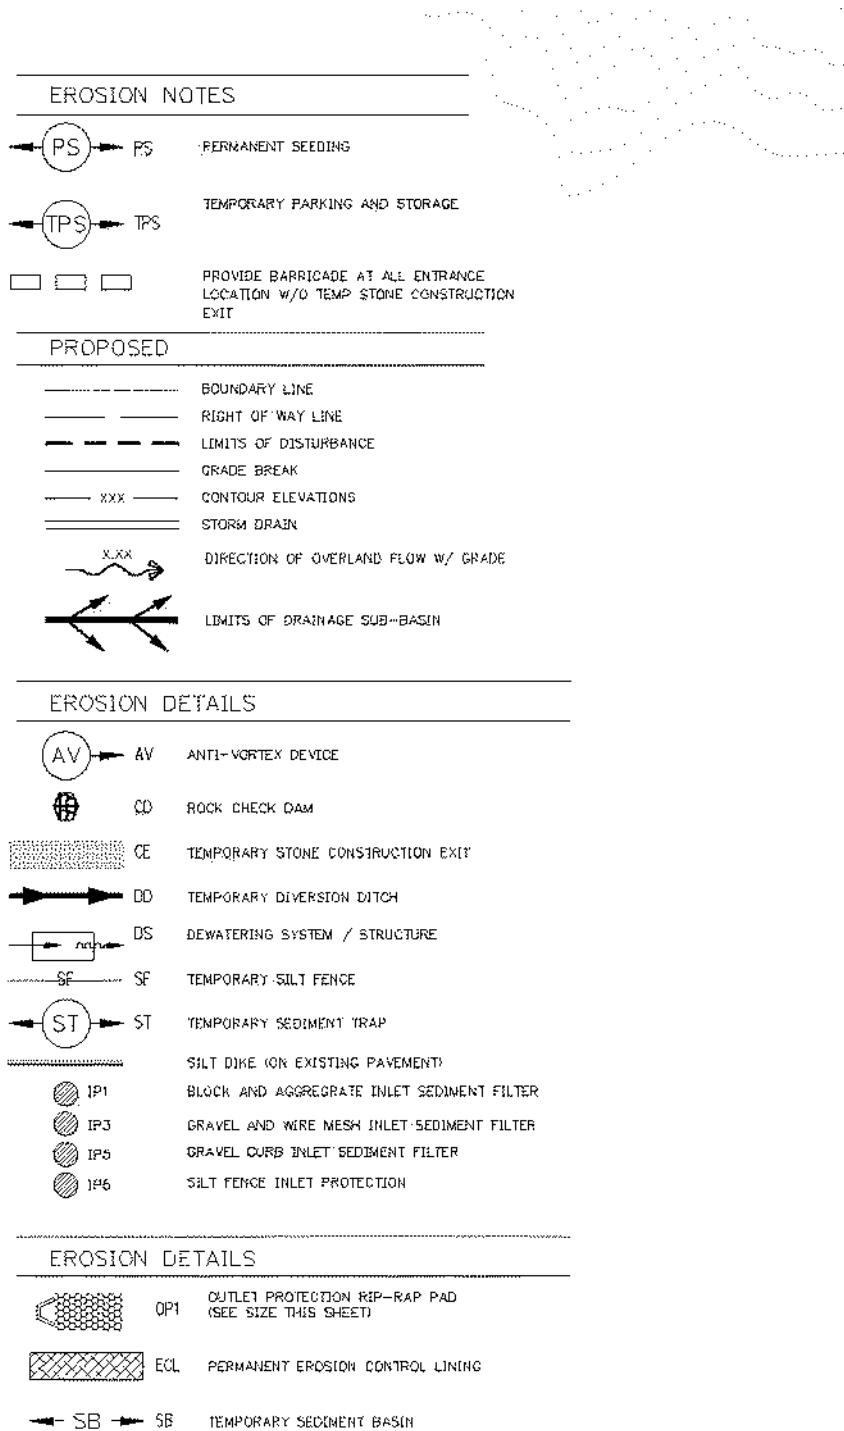 EROSION NOTES
PS PS PERMANENT SEEDING
TPS TPS TEMPORARY PARKING AND STORAGE
PROVIDE BARRICADE AT ALL ENTRANCE
LOCATION W/O TEMP STONE CONSTRUCTION
EXIT
PROPOSED
BOUNDARY LINE
RIGHT OF WAY LINE
LIMITS OF DISTURBANCE
GRADE BREAK
XXX CONTOUR ELEVATIONS
STORM DRAIN
X.XX DIRECTION OF OVERLAND FLOW W/ GRADE
LIMITS OF DRAINAGE SUB-BASIN
EROSION DETAILS
AV AV ANTI-VORTEX DEVICE
CD ROCK CHECK DAM
CE TEMPORARY STONE CONSTRUCTION EXIT
DD TEMPORARY DIVERSION DITCH
DS DEWATERING SYSTEM / STRUCTURE
SF SF TEMPORARY SILT FENCE
ST ST TEMPORARY SEDIMENT TRAP
SILT DIKE (ON EXISTING PAVEMENT)
IP1 BLOCK AND AGGREGRATE INLET SEDIMENT FILTER
IP3 GRAVEL AND WIRE MESH INLET SEDIMENT FILTER
IP5 GRAVEL CURB INLET SEDIMENT FILTER
IP6 SILT FENCE INLET PROTECTION
EROSION DETAILS
OP1 OUTLET PROTECTION RIP-RAP PAD
(SEE SIZE THIS SHEET)
ECL PERMANENT EROSION CONTROL LINING
SB SB TEMPORARY SEDIMENT BASIN